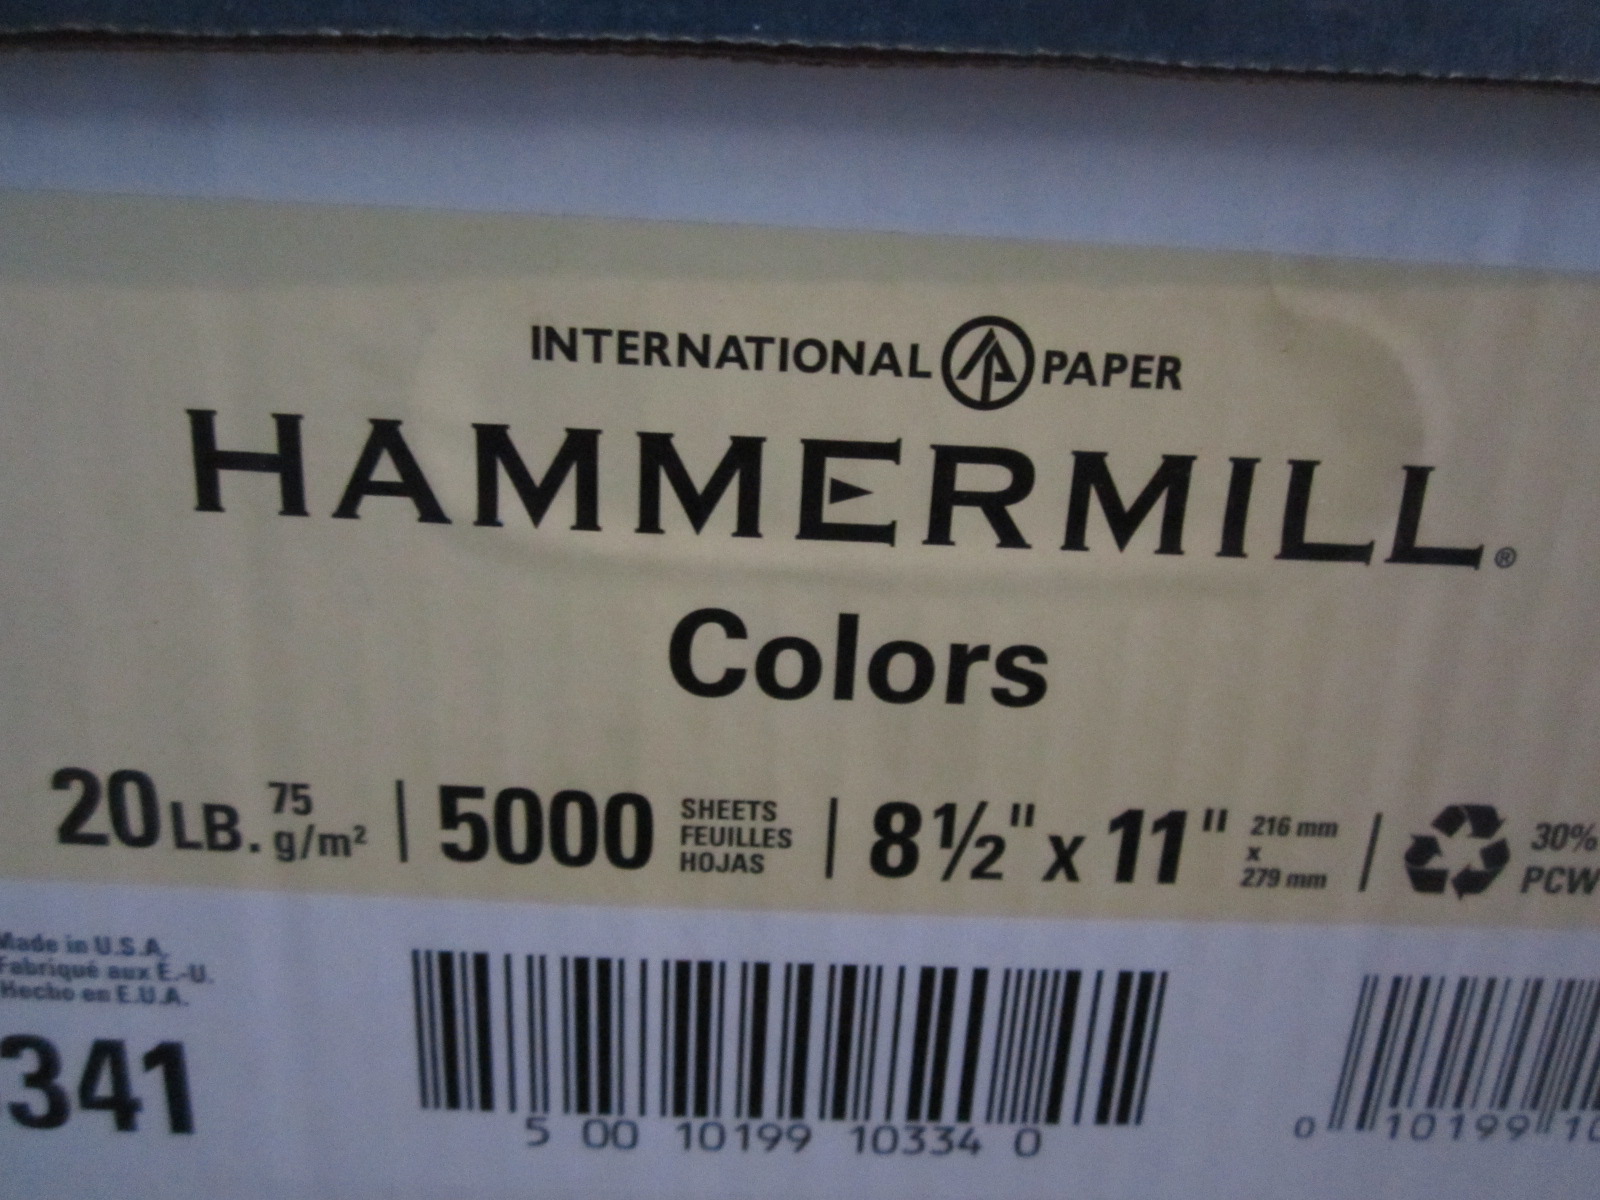 INTERNATIONAL PAPER
HAMMERMILL®
Colors
20 LB. 75 g/m² | 5000 SHEETS FEUILLES HOJAS | 8½" x 11" 216 mm x 279 mm | 30% PCW
Made in U.S.A.
Fabriqué aux É.-U.
Hecho en E.U.A.
341
5 00 10199 10334 0
0 10199 10